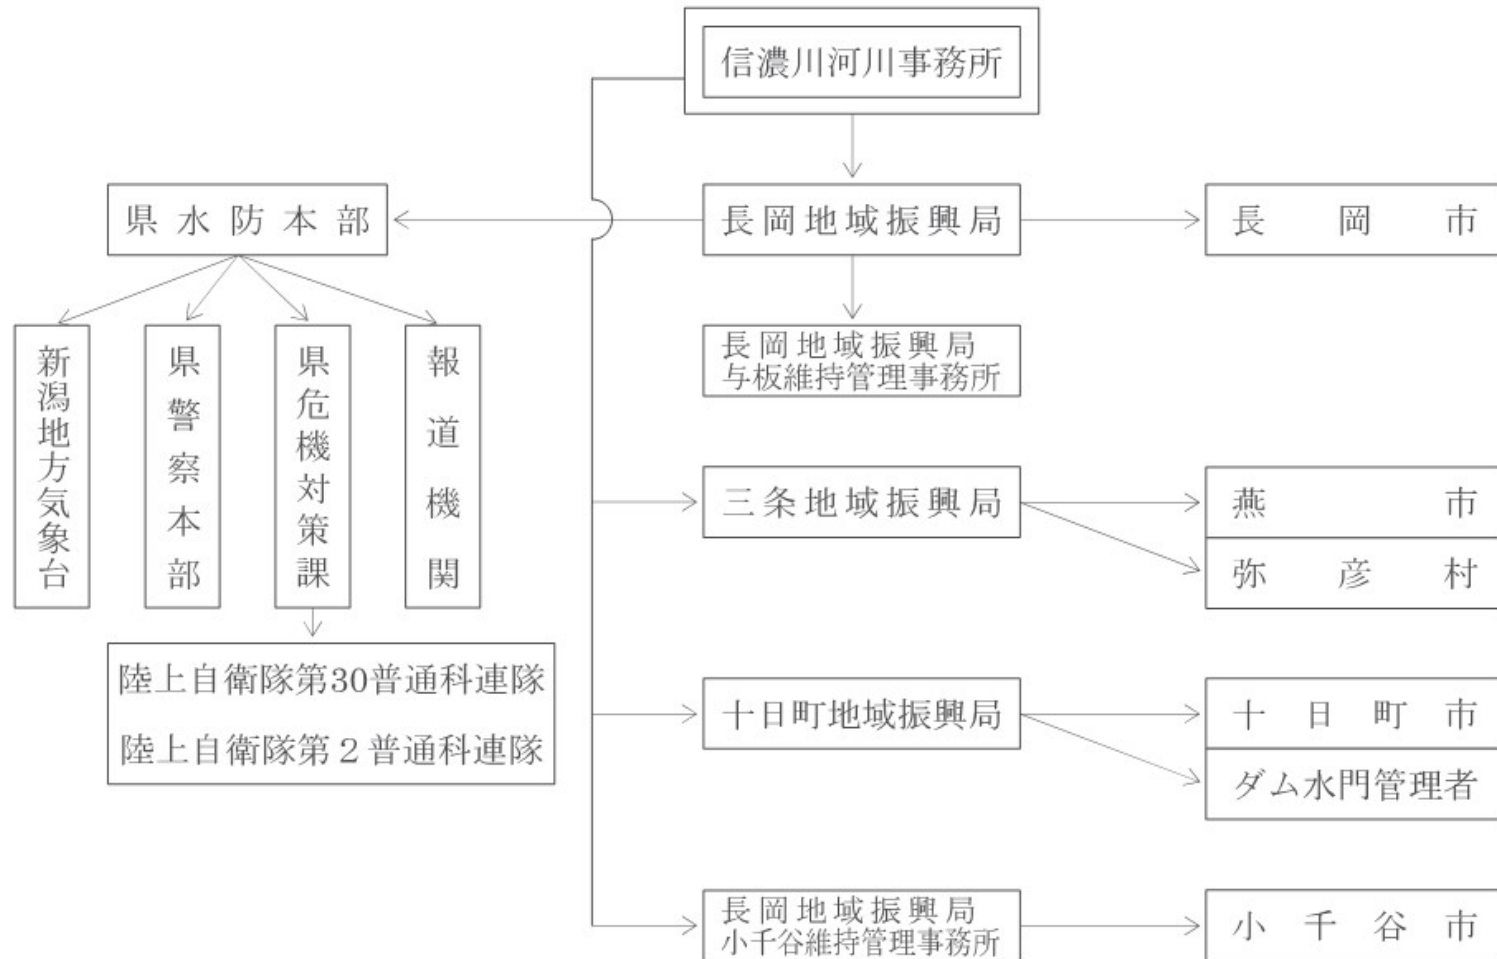 信濃川河川事務所
県水防本部
長岡地域振興局
長岡市
新潟地方気象台
県警察本部
県危機対策課
報道機関
長岡地域振興局
与板維持管理事務所
三条地域振興局
燕市
弥彦村
陸上自衛隊第30普通科連隊
陸上自衛隊第2普通科連隊
十日町地域振興局
十日町市
ダム水門管理者
長岡地域振興局
小千谷維持管理事務所
小千谷市